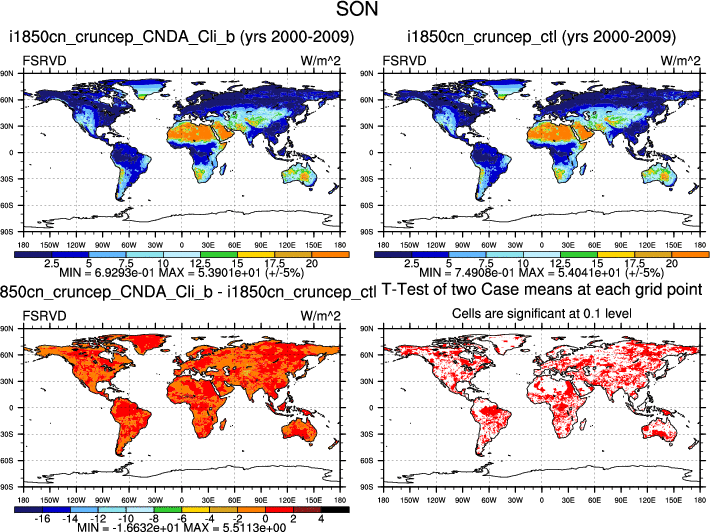 SON
i1850cn_cruncep_CNDA_Cli_b (yrs 2000-2009)
i1850cn_cruncep_ctl (yrs 2000-2009)
FSRVD W/m^2
FSRVD W/m^2
90N
60N
30N
0
30S
60S
90S
180 150W 120W 90W 60W 30W 0 30E 60E 90E 120E 150E 180
90N
60N
30N
0
30S
60S
90S
180 150W 120W 90W 60W 30W 0 30E 60E 90E 120E 150E 180
2.5 5 7.5 10 12.5 15 17.5 20
MIN = 6.9293e-01 MAX = 5.3901e+01 (+/-5%)
2.5 5 7.5 10 12.5 15 17.5 20
MIN = 7.4908e-01 MAX = 5.4041e+01 (+/-5%)
850cn_cruncep_CNDA_Cli_b - i1850cn_cruncep_ctl
T-Test of two Case means at each grid point
FSRVD W/m^2
Cells are significant at 0.1 level
90N
60N
30N
0
30S
60S
90S
180 150W 120W 90W 60W 30W 0 30E 60E 90E 120E 150E 180
90N
60N
30N
0
30S
60S
90S
180 150W 120W 90W 60W 30W 0 30E 60E 90E 120E 150E 180
-16 -14 -12 -10 -8 -6 -4 -2 0 2 4
MIN = -1.6632e+01 MAX = 5.5113e+00